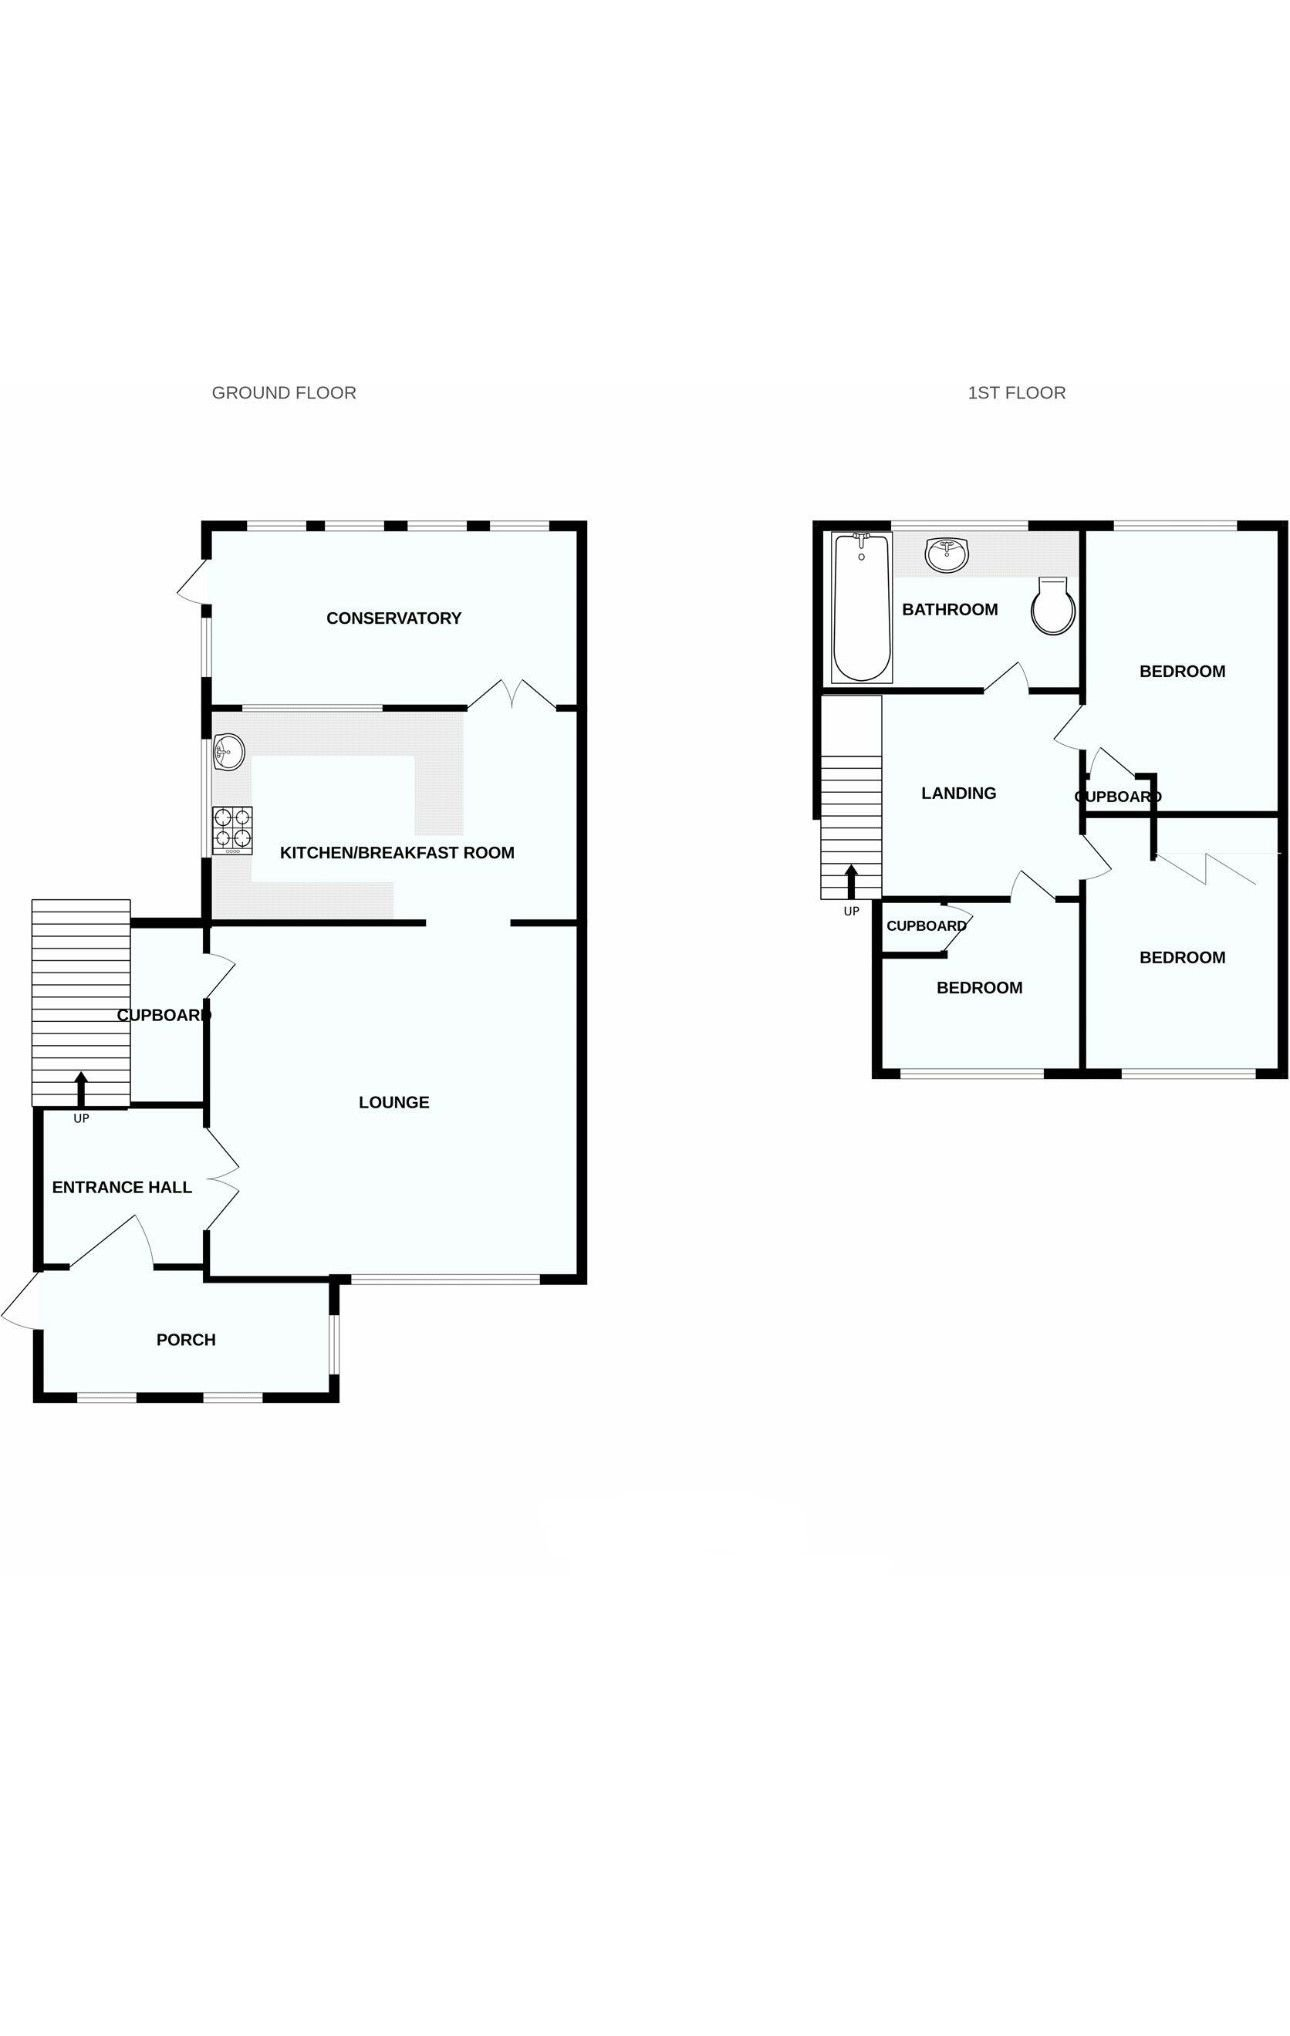 GROUND FLOOR
CONSERVATORY
KITCHEN/BREAKFAST ROOM
CUPBOARD
LOUNGE
UP
ENTRANCE HALL
PORCH
1ST FLOOR
BATHROOM
BEDROOM
LANDING
CUPBOARD
UP
CUPBOARD
BEDROOM
BEDROOM